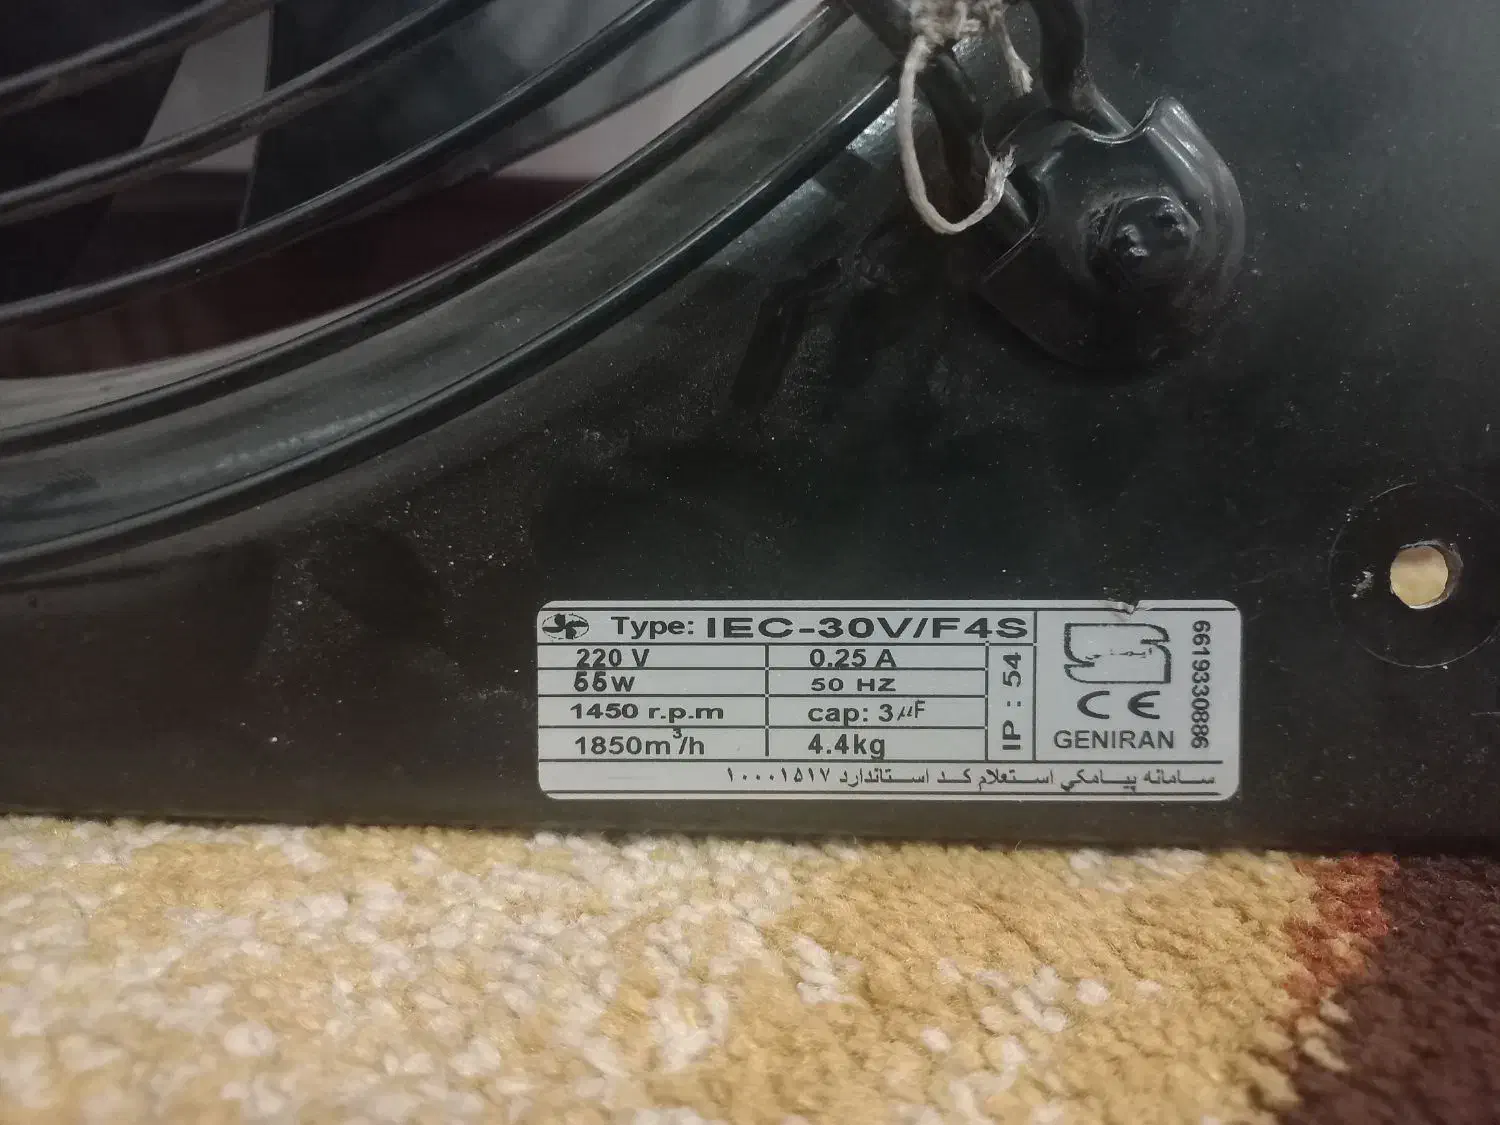 Type: IEC-30V/F4S
220 V 0.25 A
55W 50 HZ
1450 r.p.m cap: 3µF
1850m³/h 4.4kg
IP : 54
CE
GENIRAN
6619330886
سامانه پیامکی استعلام کد استاندارد ۱۰۰۰۱۵۱۷